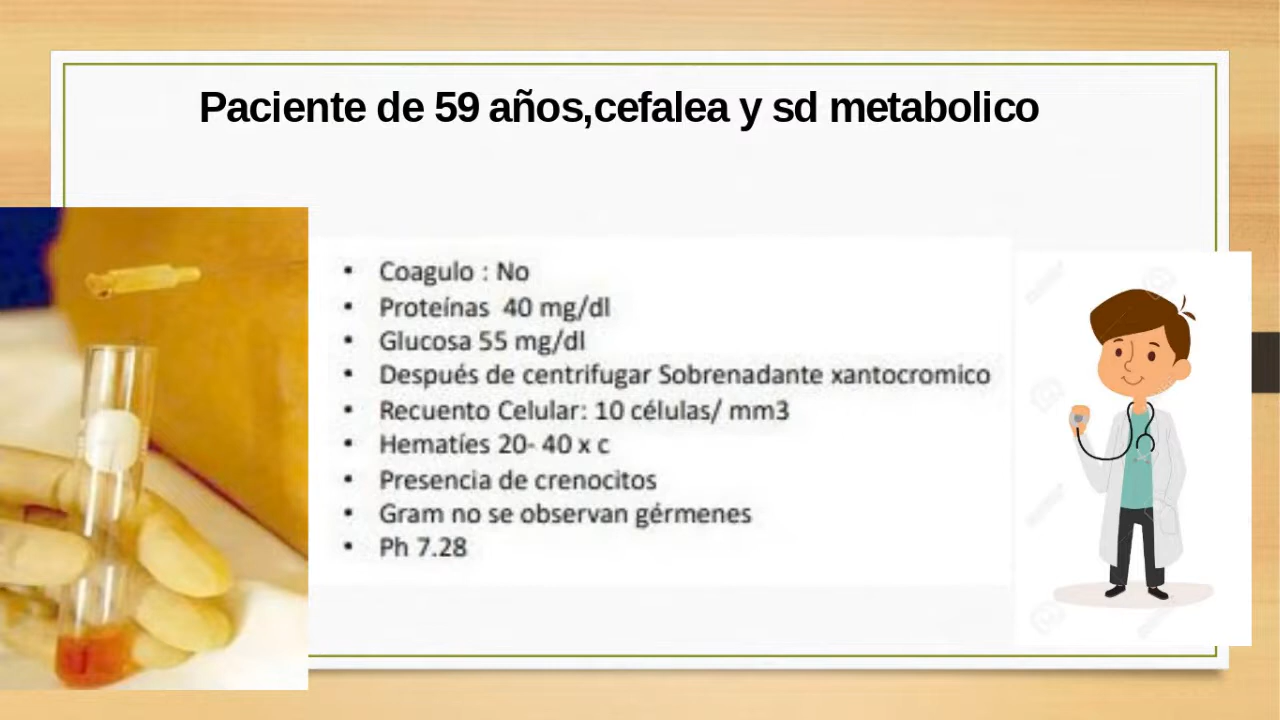 Paciente de 59 años,cefalea y sd metabolico
• Coagulo : No
• Proteínas 40 mg/dl
• Glucosa 55 mg/dl
• Después de centrifugar Sobrenadante xantocromico
• Recuento Celular: 10 células/ mm3
• Hematíes 20- 40 x c
• Presencia de crenocitos
• Gram no se observan gérmenes
• Ph 7.28